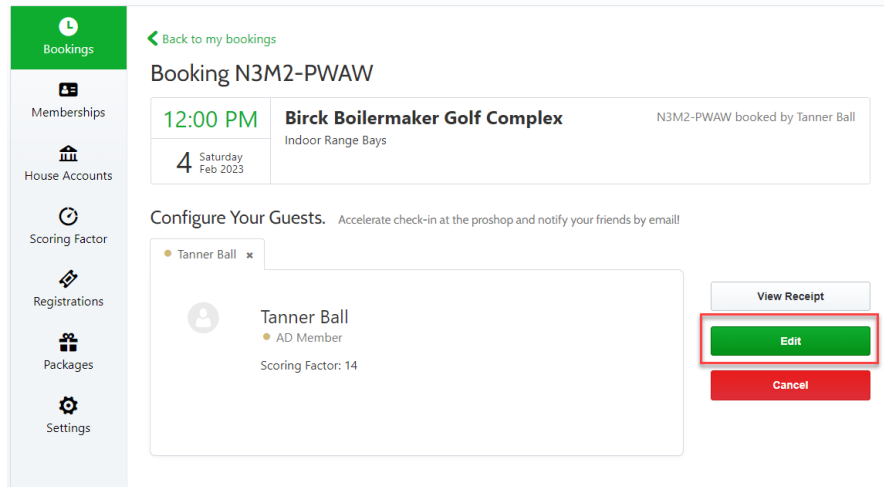 Bookings
Memberships
House Accounts
Scoring Factor
Registrations
Packages
Settings
Back to my bookings
Booking N3M2-PWAW
12:00 PM
4 Saturday
Feb 2023
Birck Boilermaker Golf Complex
Indoor Range Bays
N3M2-PWAW booked by Tanner Ball
Configure Your Guests. Accelerate check-in at the proshop and notify your friends by email!
Tanner Ball ×
Tanner Ball
AD Member
Scoring Factor: 14
View Receipt
Edit
Cancel